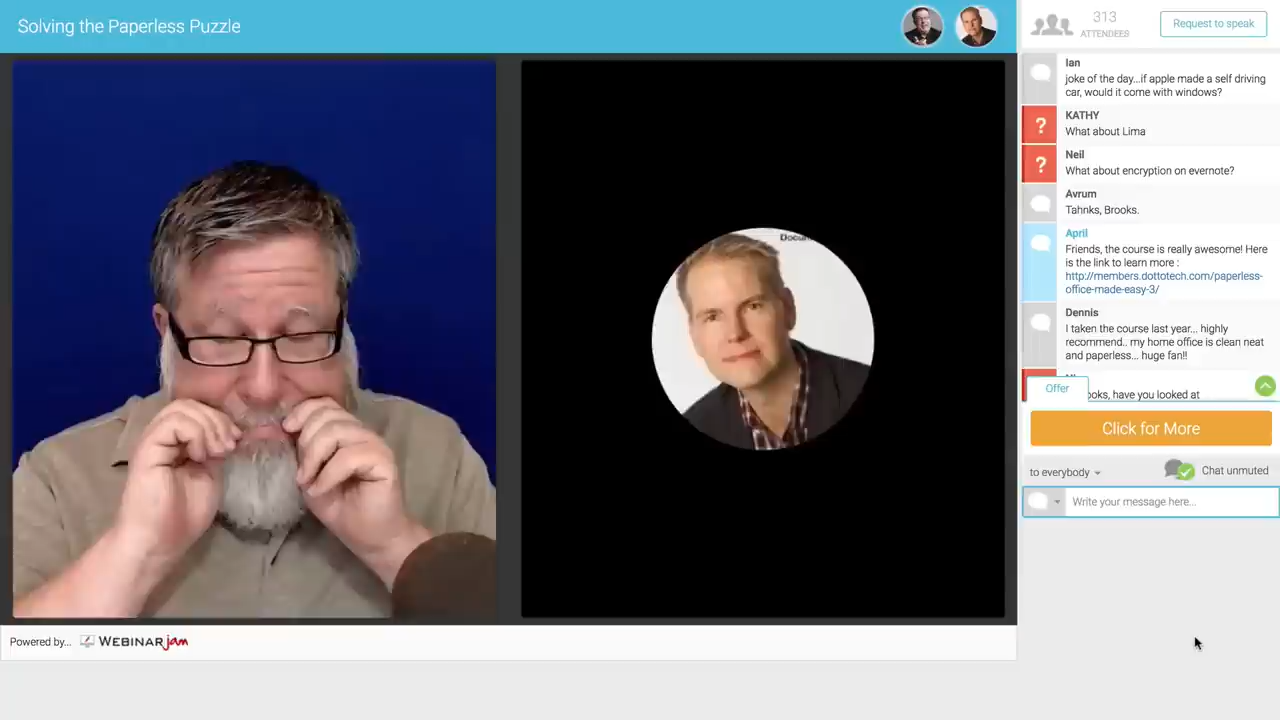 Solving the Paperless Puzzle
Docum
Powered by...
WEBINARjam
313
ATTENDEES
Request to speak
Ian
joke of the day...if apple made a self driving
car, would it come with windows?
KATHY
What about Lima
Neil
What about encryption on evernote?
Avrum
Tahnks, Brooks.
April
Friends, the course is really awesome! Here
is the link to learn more :
http://members.dottotech.com/paperless-
office-made-easy-3/
Dennis
I taken the course last year... highly
recommend.. my home office is clean neat
and paperless... huge fan!!
ooks, have you looked at
Offer
Click for More
to everybody
Chat unmuted
Write your message here...